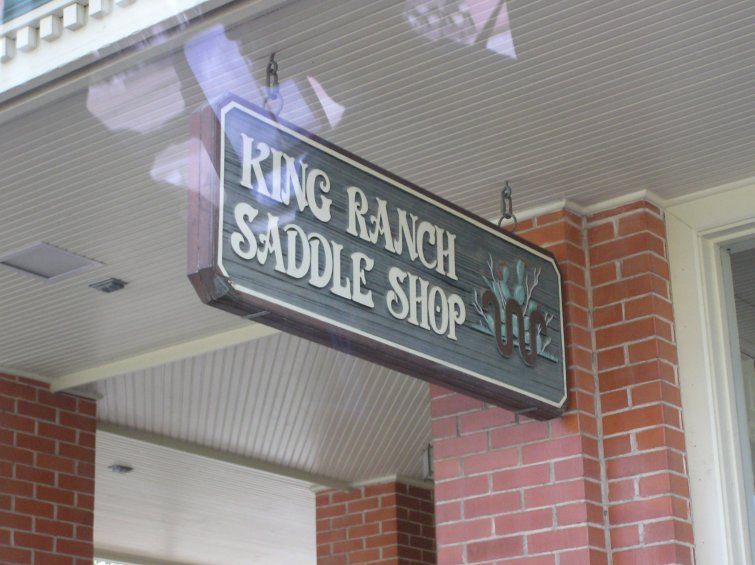 KING RANCH
SADDLE SHOP